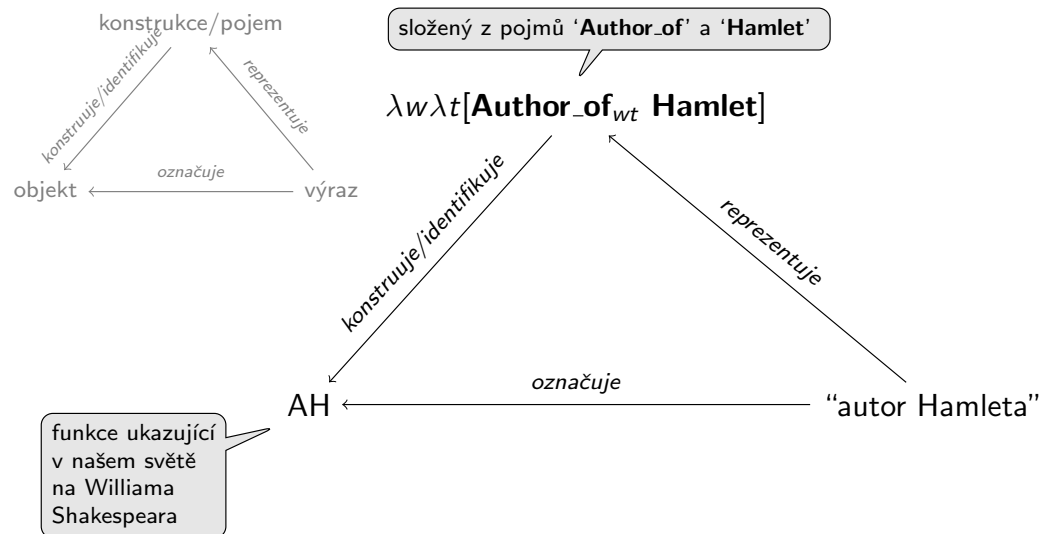 konstrukce/pojem
konstruuje/identifikuje
reprezentuje
objekt
označuje
výraz
složený z pojmů ‘Author_of’ a ‘Hamlet’
λwλt[Author_of_wt Hamlet]
konstruuje/identifikuje
reprezentuje
označuje
AH
“autor Hamleta”
funkce ukazující
v našem světě
na Williama
Shakespeara